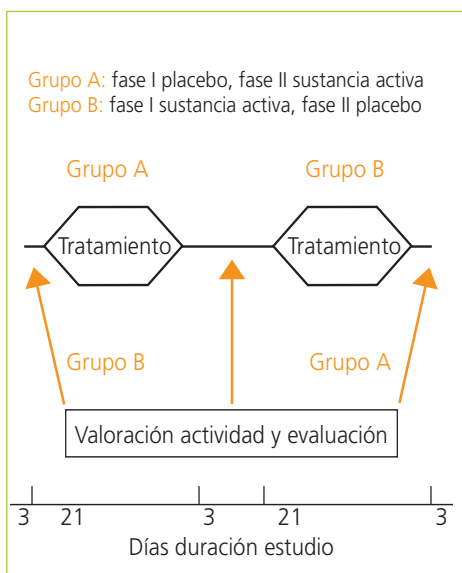 Grupo A: fase I placebo, fase II sustancia activa
Grupo B: fase I sustancia activa, fase II placebo
Grupo A Grupo B
Tratamiento Tratamiento
Grupo B Grupo A
Valoración actividad y evaluación
3 21 3 21 3
Días duración estudio